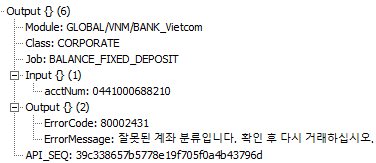 Output {} (6)
Module: GLOBAL/VNM/BANK_Vietcom
Class: CORPORATE
Job: BALANCE_FIXED_DEPOSIT
Input {} (1)
acctNum: 0441000688210
Output {} (2)
ErrorCode: 80002431
ErrorMessage: 잘못된 계좌 분류입니다, 확인 후 다시 거래하십시오,
API_SEQ: 39c338657b5778e19f705f0a4b43796d